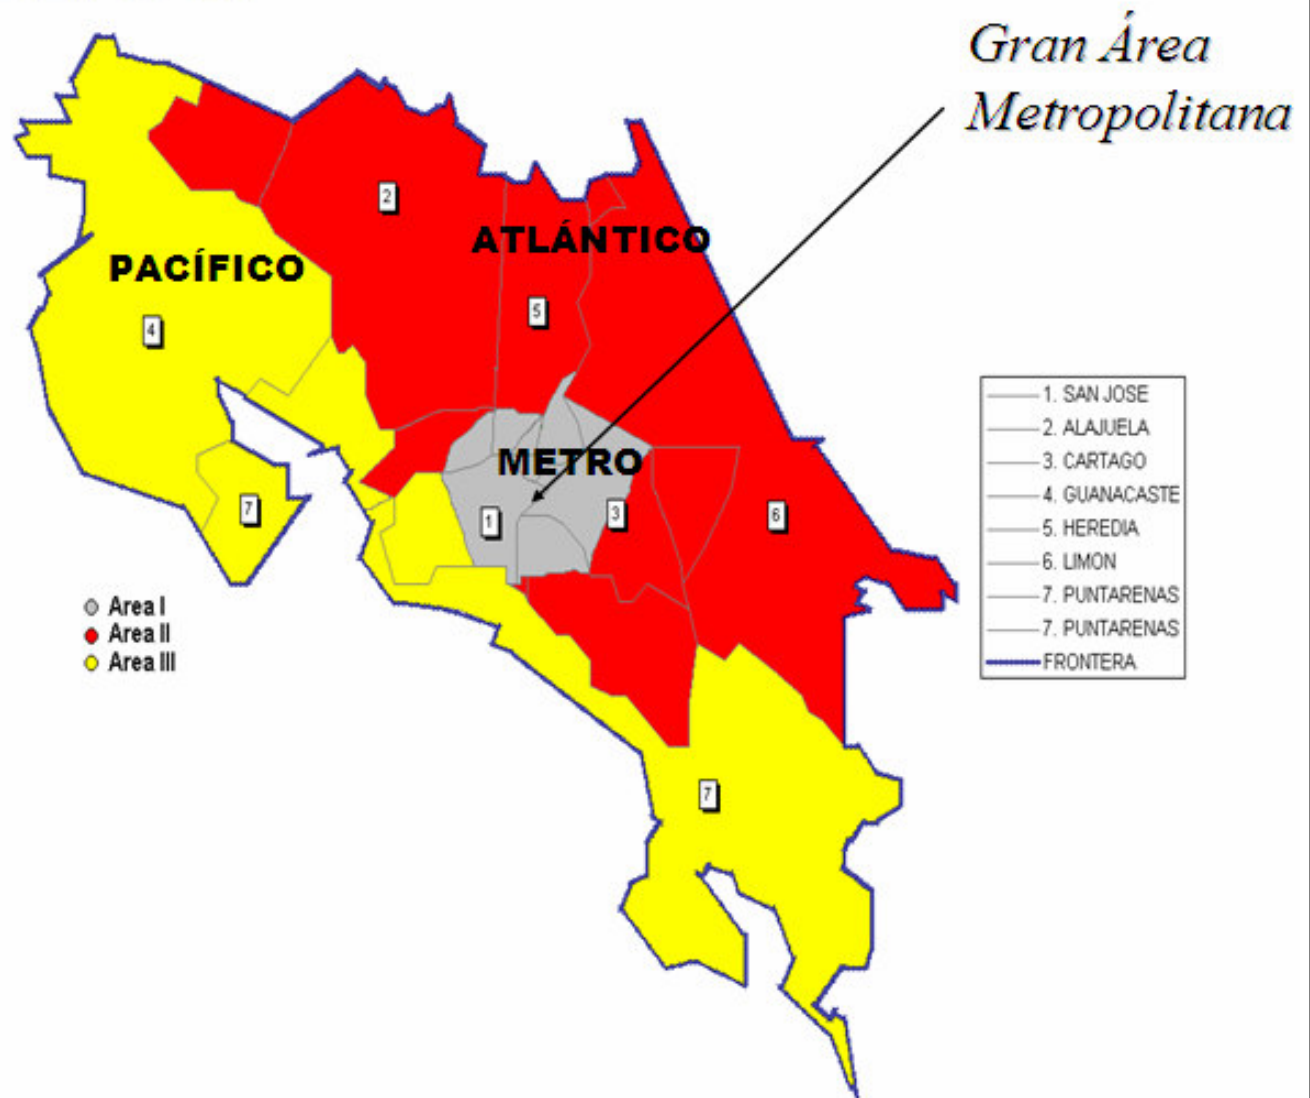 Gran Área
Metropolitana
2
ATLÁNTICO
PACÍFICO
5
4
METRO
7
1
3
6
Area I
Area II
Area III
7
1. SAN JOSE
2. ALAJUELA
3. CARTAGO
4. GUANACASTE
5. HEREDIA
6. LIMON
7. PUNTARENAS
7. PUNTARENAS
FRONTERA